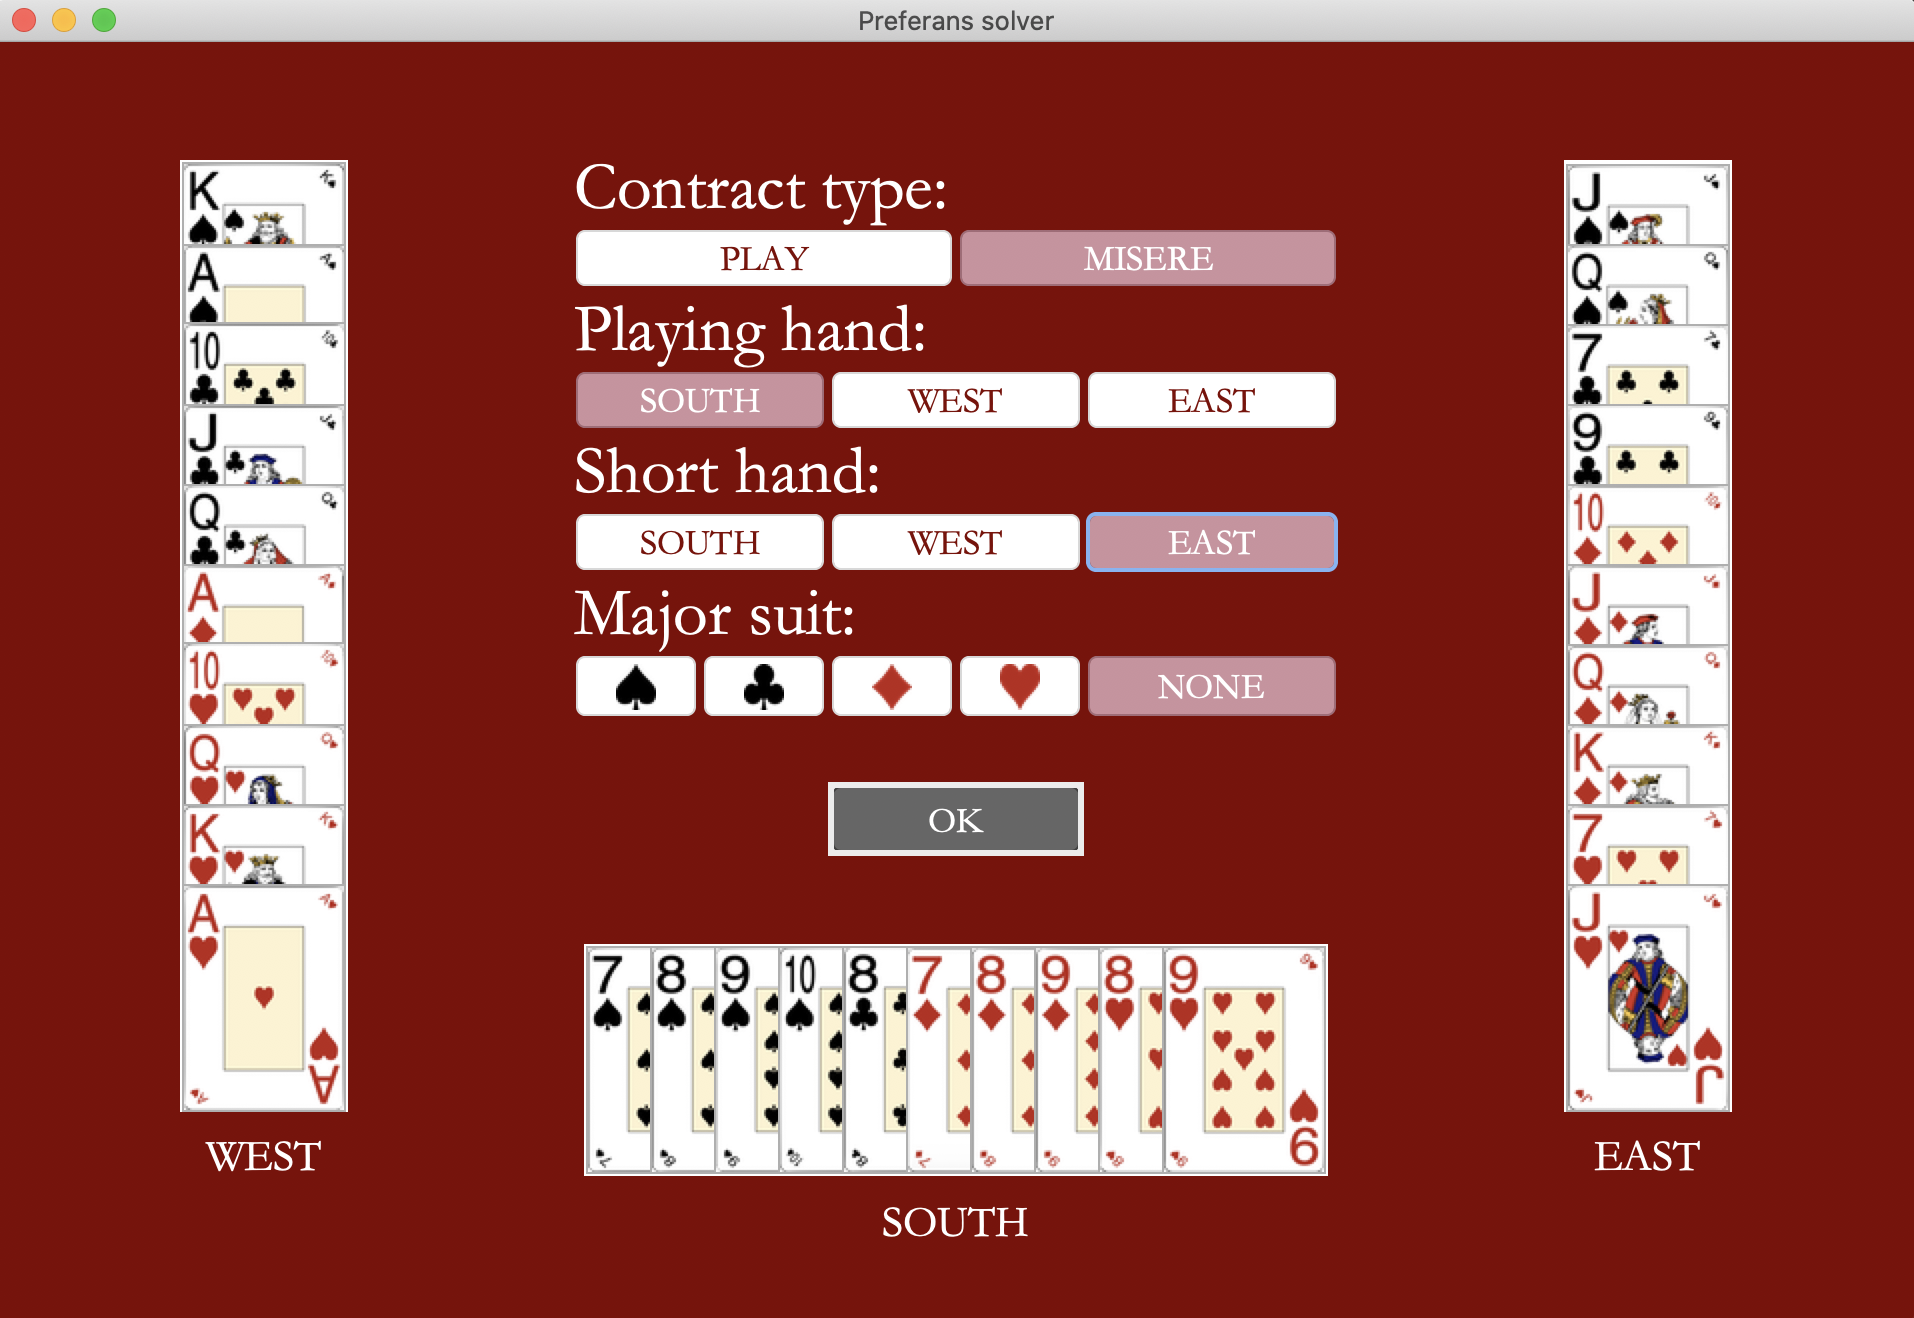 Preferans solver
Contract type:
PLAY MISERE
Playing hand:
SOUTH WEST EAST
Short hand:
SOUTH WEST EAST
Major suit:
♠ ♣ ♦ ♥ NONE
OK
K
A
10
J
Q
A
10
Q
K
A
WEST
J
Q
7
9
10
J
Q
K
7
J
EAST
7 8 9 10 8 7 8 9 8 9
SOUTH